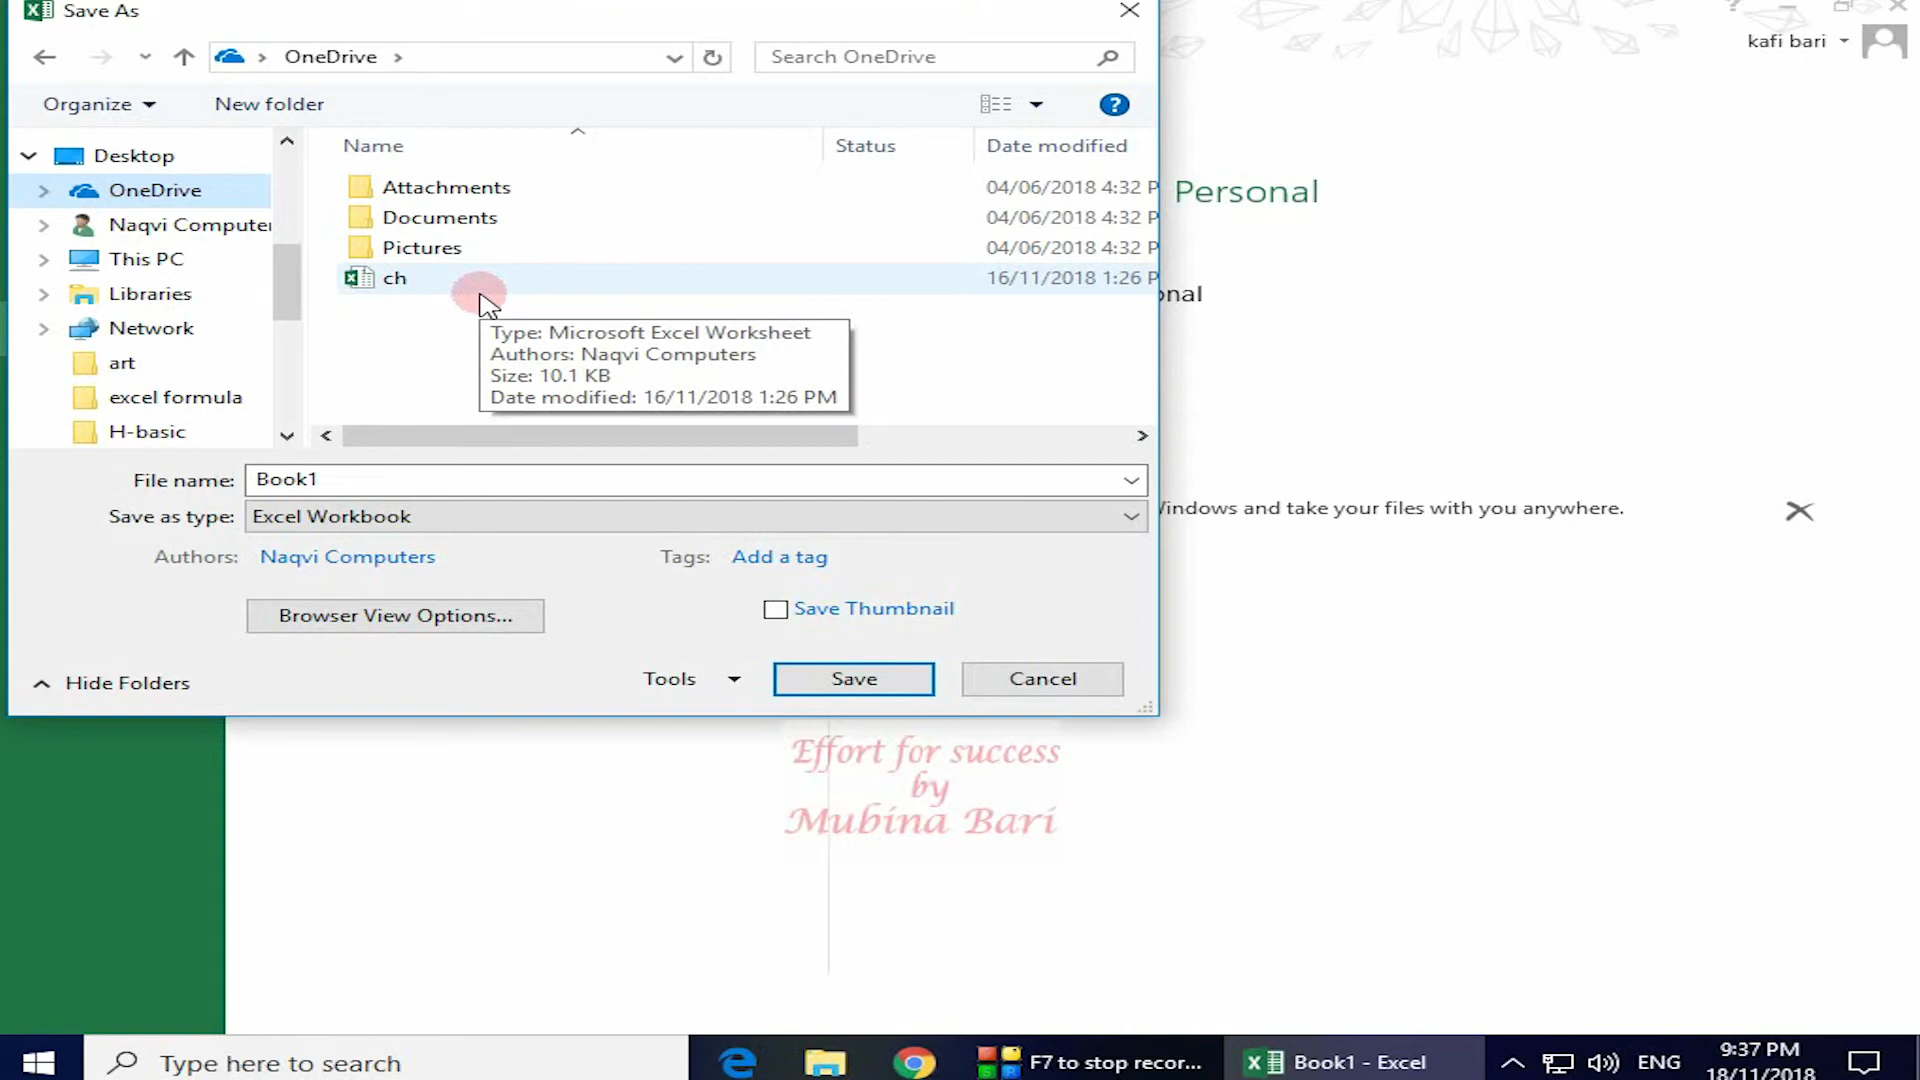 Save As
kafi bari
OneDrive
Search OneDrive
Organize
New folder
?
Name
Status
Date modified
Desktop
OneDrive
Naqvi Computer
This PC
Libraries
Network
art
excel formula
H-basic
Attachments
04/06/2018 4:32 P
Documents
04/06/2018 4:32 P
Pictures
04/06/2018 4:32 P
ch
16/11/2018 1:26 P
Type: Microsoft Excel Worksheet
Authors: Naqvi Computers
Size: 10.1 KB
Date modified: 16/11/2018 1:26 PM
Personal
onal
File name:
Book1
Save as type:
Excel Workbook
Windows and take your files with you anywhere.
Authors:
Naqvi Computers
Tags:
Add a tag
Browser View Options...
Save Thumbnail
Hide Folders
Tools
Save
Cancel
Effort for success
by
Mubina Bari
Type here to search
F7 to stop recor...
Book1 - Excel
ENG
9:37 PM
18/11/2018